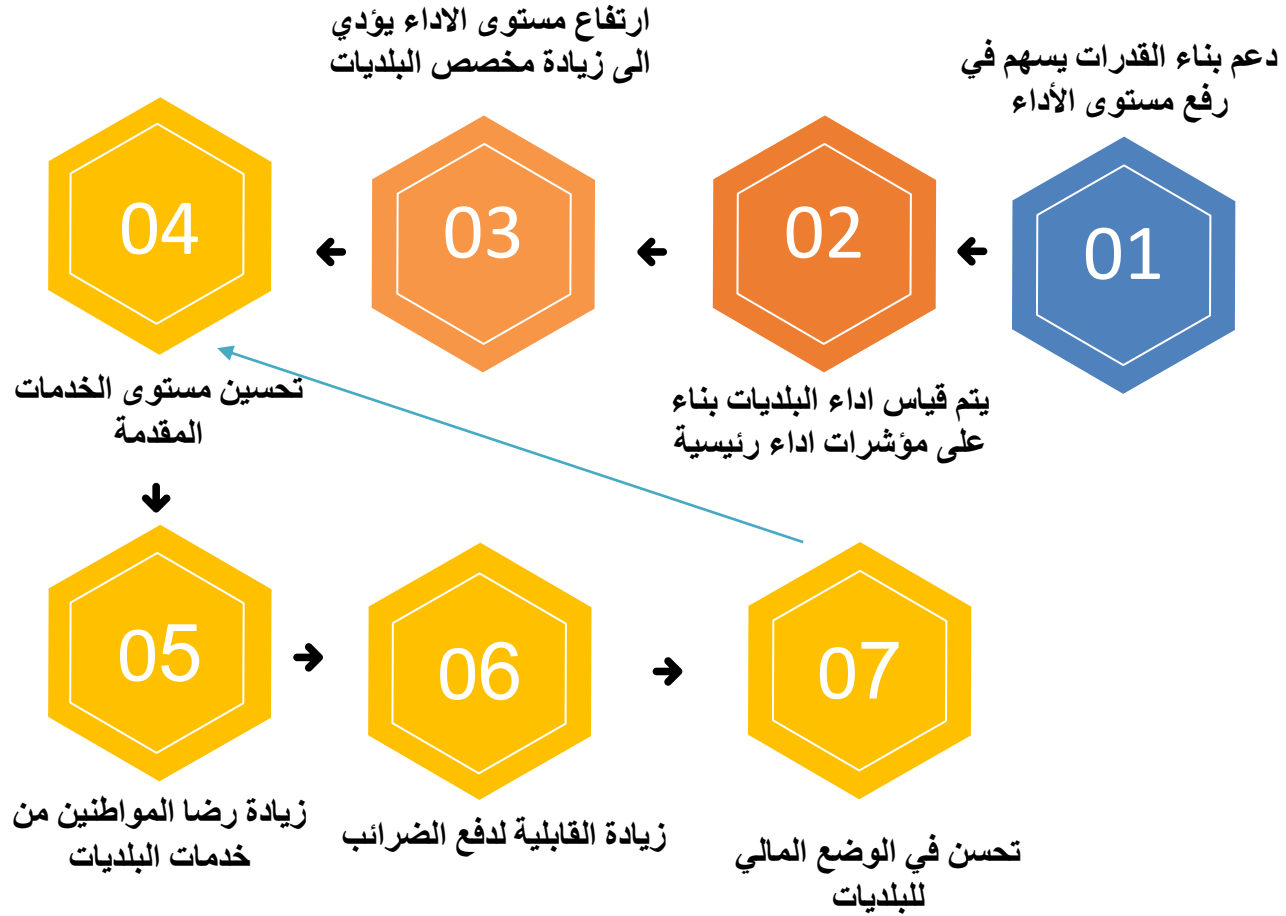 دعم بناء القدرات يسهم في
رفع مستوى الأداء
01
02
يتم قياس اداء البلديات بناء
على مؤشرات اداء رئيسية
ارتفاع مستوى الاداء يؤدي
الى زيادة مخصص البلديات
03
04
تحسين مستوى الخدمات
المقدمة
05
زيادة رضا المواطنين من
خدمات البلديات
06
زيادة القابلية لدفع الضرائب
07
تحسن في الوضع المالي
للبلديات